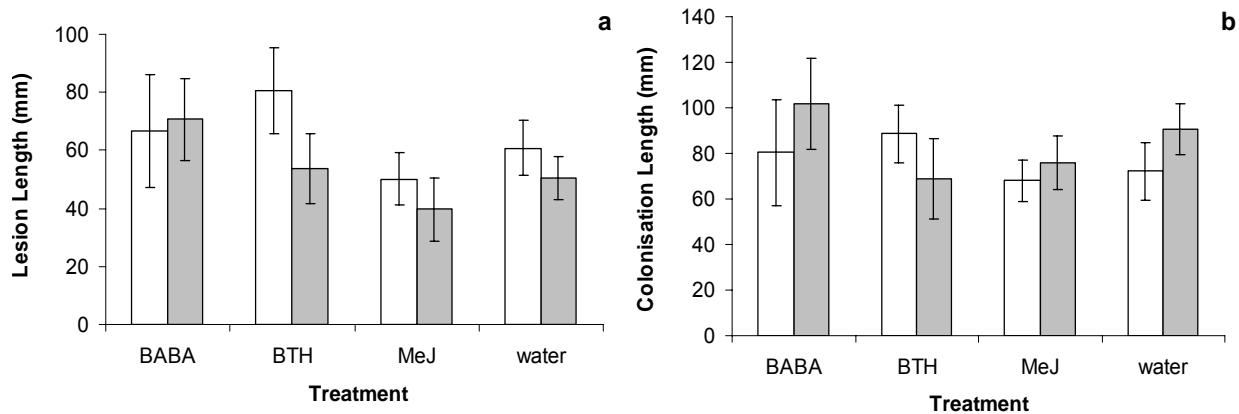 a
Lesion Length (mm)
100
80
60
40
20
0
BABA BTH MeJ water
Treatment
b
Colonisation Length (mm)
140
120
100
80
60
40
20
0
BABA BTH MeJ water
Treatment